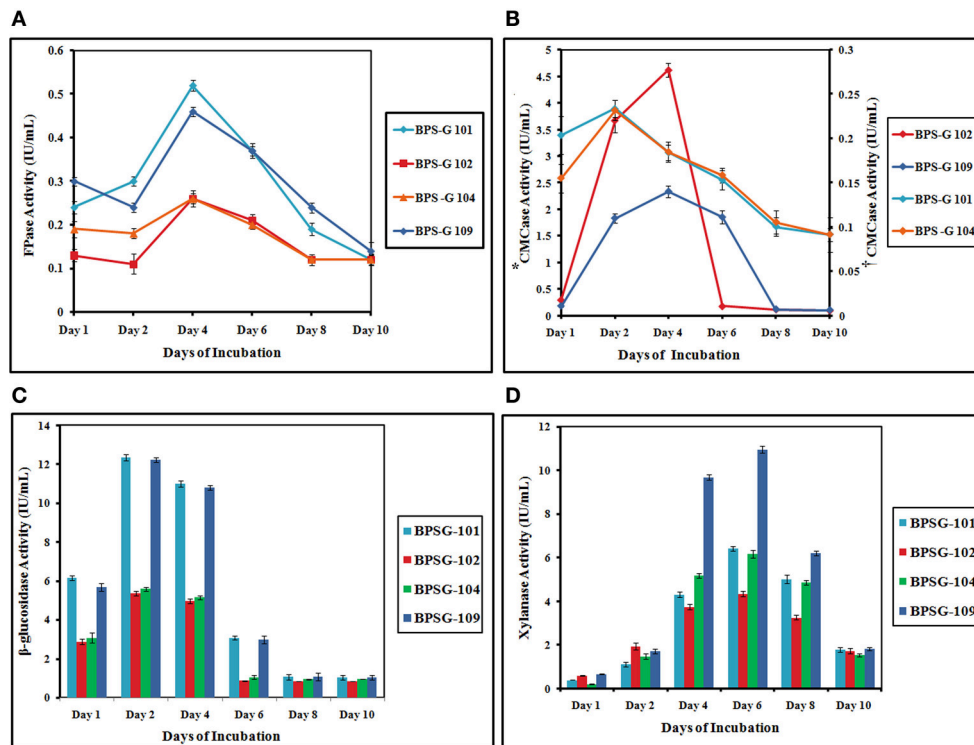 A
FPase Activity (IU/mL)
0.6
0.5
0.4
0.3
0.2
0.1
0
Day 1 Day 2 Day 4 Day 6 Day 8 Day 10
Days of Incubation
BPS-G 101
BPS-G 102
BPS-G 104
BPS-G 109
B
*CMCase Activity (IU/mL)
5
4.5
4
3.5
3
2.5
2
1.5
1
0.5
0
0.3
0.25
0.2
0.15
0.1
0.05
0
† CMCase Activity (IU/mL)
Day 1 Day 2 Day 4 Day 6 Day 8 Day 10
Days of Incubation
BPS-G 102
BPS-G 109
BPS-G 101
BPS-G 104
C
β-glucosidase Activity (IU/mL)
14
12
10
8
6
4
2
0
Day 1 Day 2 Day 4 Day 6 Day 8 Day 10
Days of Incubation
BPSG-101
BPSG-102
BPSG-104
BPSG-109
D
Xylanase Activity (IU/mL)
12
10
8
6
4
2
0
Day 1 Day 2 Day 4 Day 6 Day 8 Day 10
Days of Incubation
BPSG-101
BPSG-102
BPSG-104
BPSG-109